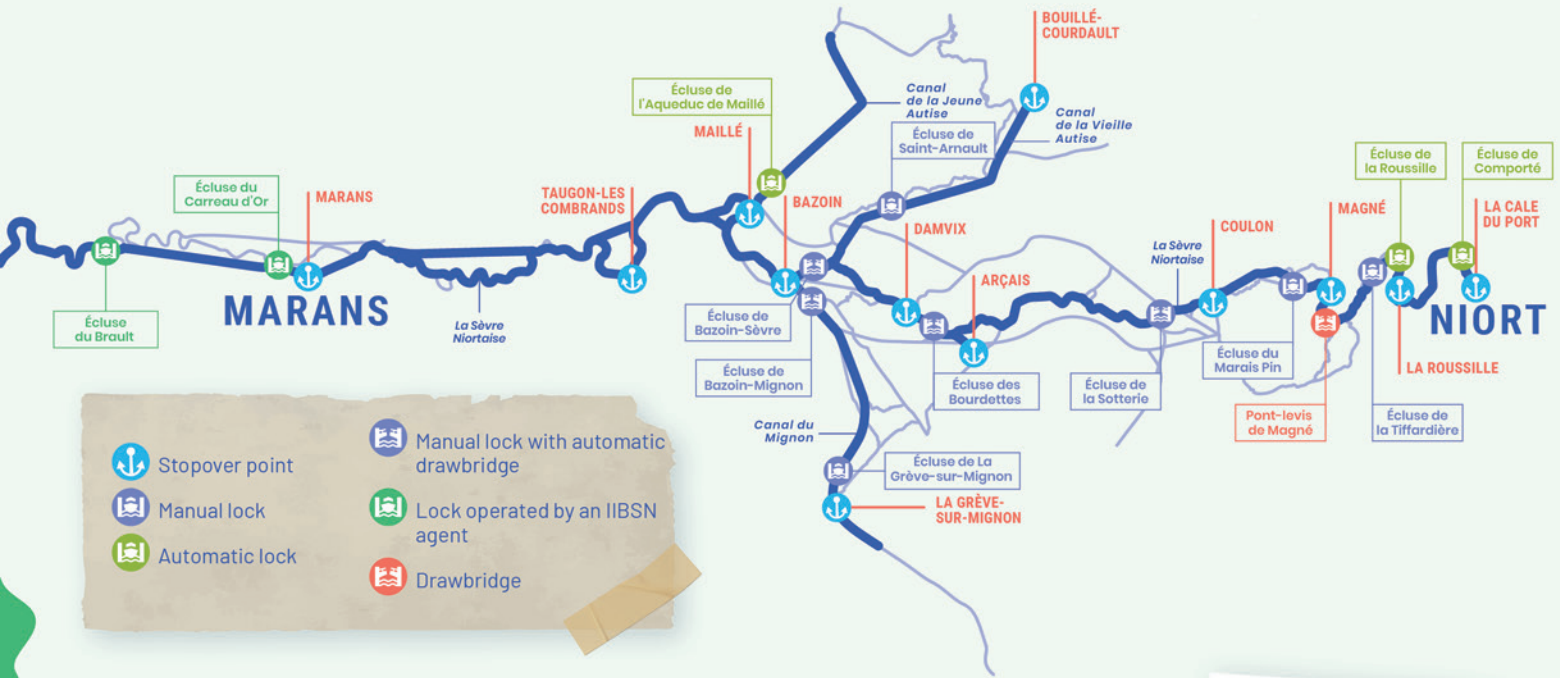 BOUILLÉ-
COURDAULT
Écluse de
l'Aqueduc de Maillé
Canal
de la Jeune
Autise
Canal
de la Vieille
Autise
MAILLÉ
Écluse de
Saint-Arnault
Écluse de
la Roussille
Écluse de
Comporté
Écluse du
Carreau d'Or
MARANS
TAUGON-LES
COMBRANDS
BAZOIN
DAMVIX
COULON
MAGNÉ
LA CALE
DU PORT
La Sèvre
Niortaise
ARÇAIS
MARANS
NIORT
Écluse
du Brault
La Sèvre
Niortaise
Écluse de
Bazoin-Sèvre
Écluse de
Bazoin-Mignon
Écluse des
Bourdettes
Écluse de
la Sotterie
Écluse du
Marais Pin
LA ROUSSILLE
Pont-levis
de Magné
Écluse de
la Tiffardière
Canal du
Mignon
Écluse de La
Grève-sur-Mignon
LA GRÈVE-
SUR-MIGNON
Stopover point
Manual lock
Automatic lock
Manual lock with automatic
drawbridge
Lock operated by an IIBSN
agent
Drawbridge